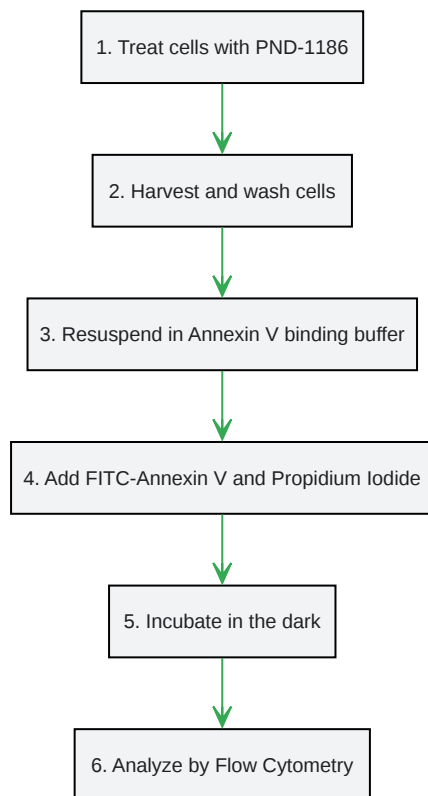 1. Treat cells with PND-1186
2. Harvest and wash cells
3. Resuspend in Annexin V binding buffer
4. Add FITC-Annexin V and Propidium Iodide
5. Incubate in the dark
6. Analyze by Flow Cytometry